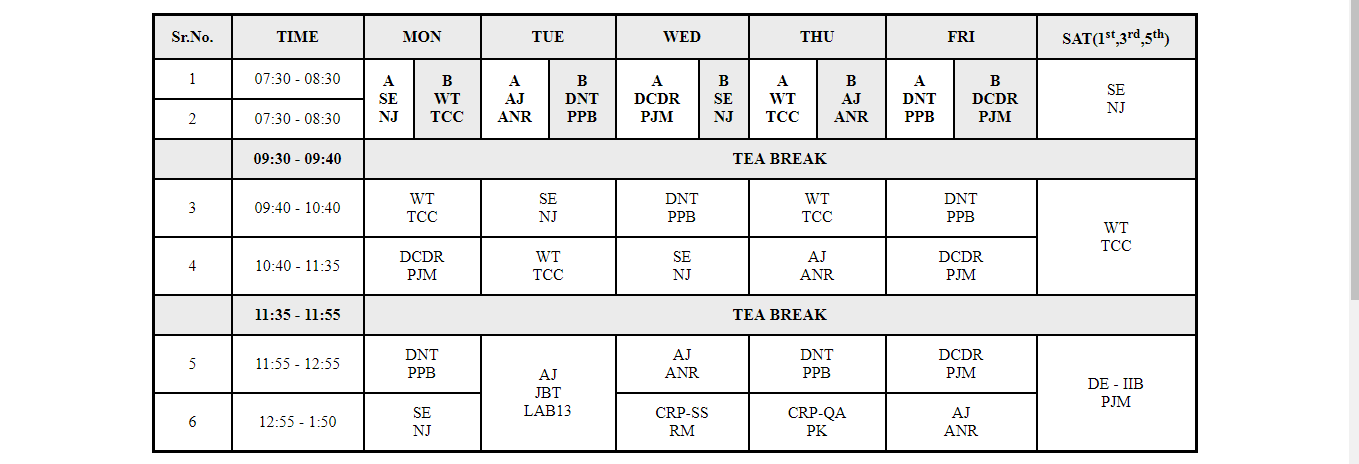 Sr.No. TIME MON TUE WED THU FRI SAT(1st,3rd,5th)
1 07:30 - 08:30
2 07:30 - 08:30
A B A B A B A B A B
SE WT AJ DNT DCDR SE WT AJ DNT DCDR SE
NJ TCC ANR PPB PJM NJ TCC ANR PPB PJM NJ
09:30 - 09:40 TEA BREAK
3 09:40 - 10:40
WT SE DNT WT DNT
TCC NJ PPB TCC PPB
4 10:40 - 11:35
DCDR WT SE AJ DCDR
PJM TCC NJ ANR PJM
WT
TCC
11:35 - 11:55 TEA BREAK
5 11:55 - 12:55
DNT AJ DNT DCDR
PPB ANR PPB PJM
AJ
JBT
LAB13
6 12:55 - 1:50
SE CRP-SS CRP-QA AJ
NJ RM PK ANR
DE - IIB
PJM